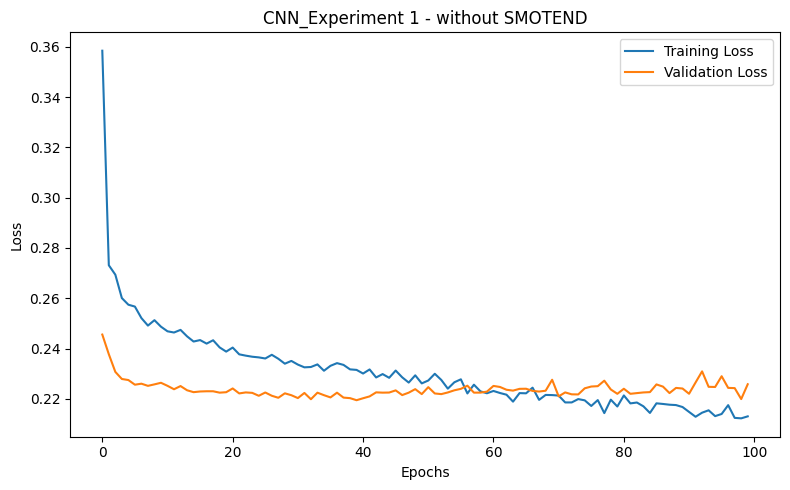 CNN_Experiment 1 - without SMOTEND
Training Loss
Validation Loss
0.36
0.34
0.32
0.30
0.28
0.26
0.24
0.22
Loss
0
20
40
60
80
100
Epochs